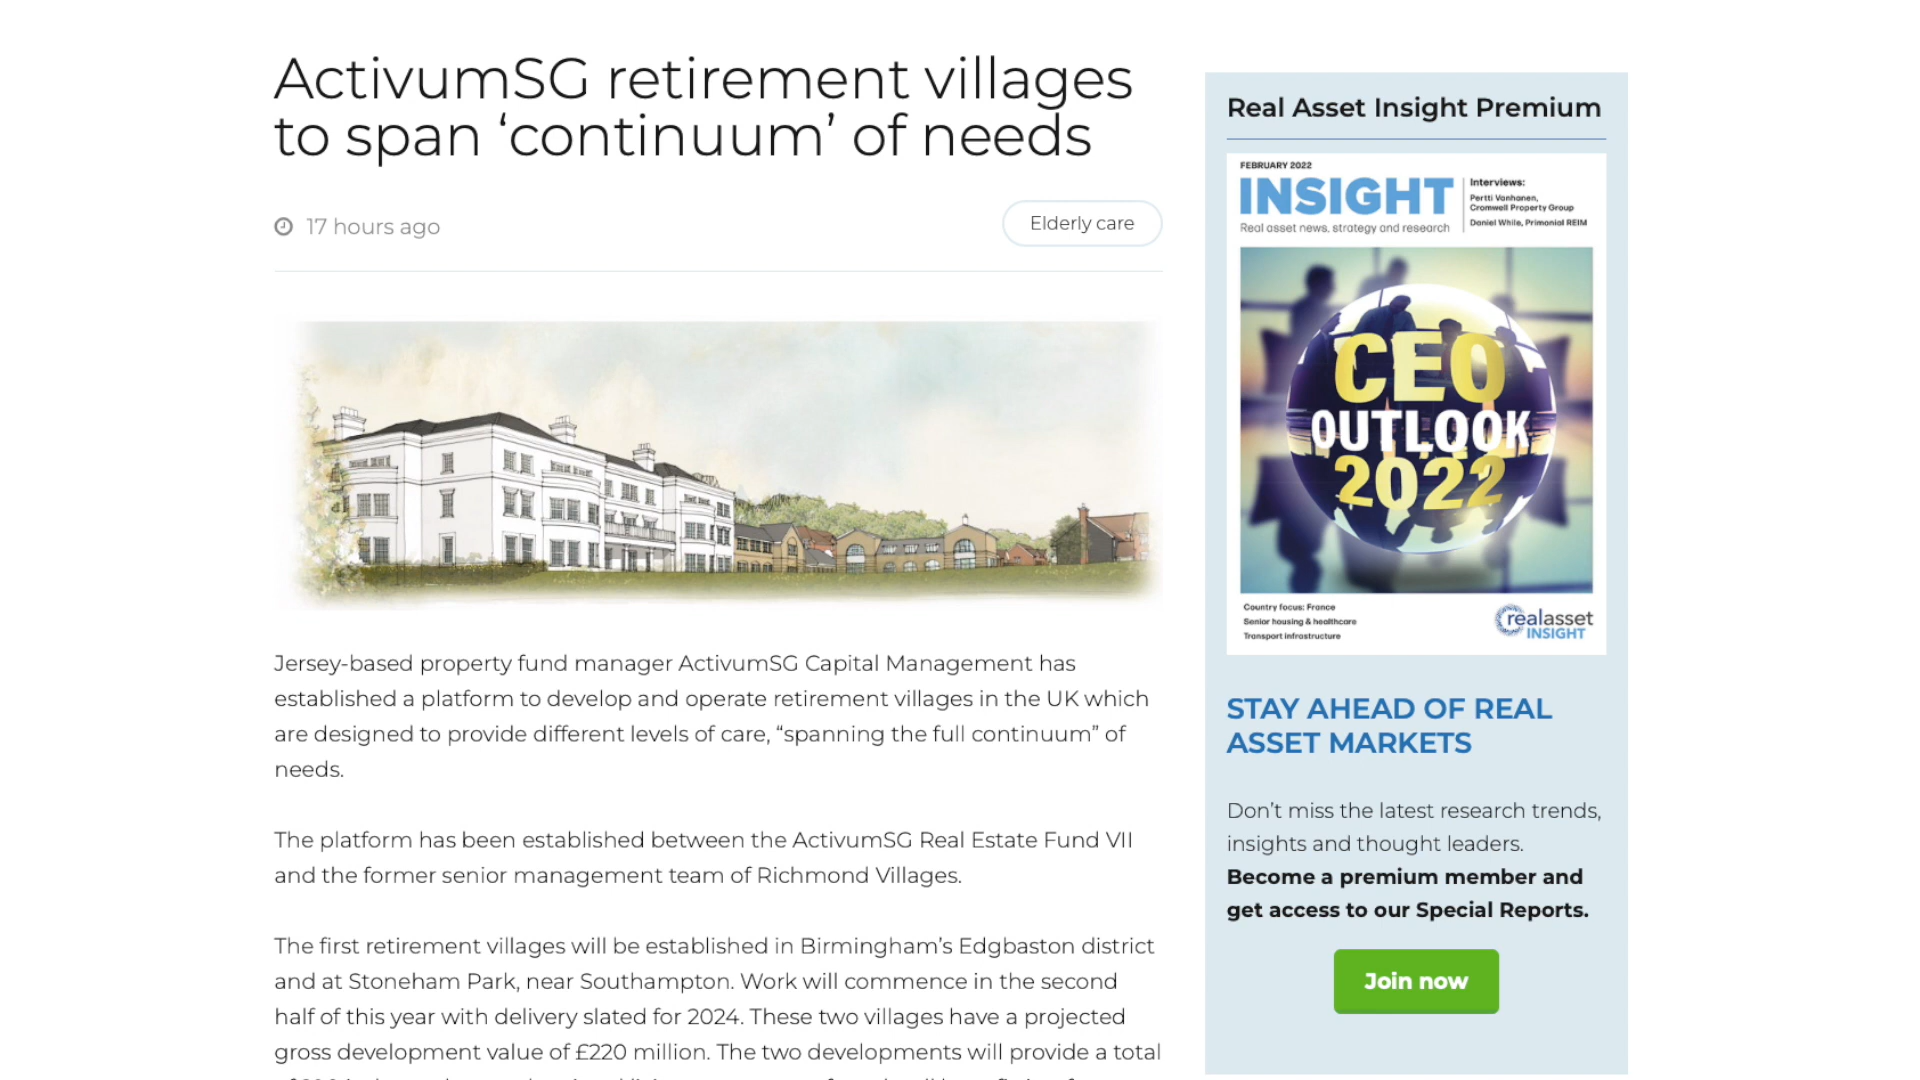 ActivumSG retirement villages
to span ‘continuum’ of needs
17 hours ago
Elderly care
Jersey-based property fund manager ActivumSG Capital Management has
established a platform to develop and operate retirement villages in the UK which
are designed to provide different levels of care, “spanning the full continuum” of
needs.
The platform has been established between the ActivumSG Real Estate Fund VII
and the former senior management team of Richmond Villages.
The first retirement villages will be established in Birmingham’s Edgbaston district
and at Stoneham Park, near Southampton. Work will commence in the second
half of this year with delivery slated for 2024. These two villages have a projected
gross development value of £220 million. The two developments will provide a total
Real Asset Insight Premium
FEBRUARY 2022
INSIGHT
Real asset news, strategy and research
Interviews:
Pertti Vanhanen,
Cromwell Property Group
Daniel While, Primonial REIM
CEO
OUTLOOK
2022
Country focus: France
Senior housing & healthcare
Transport infrastructure
realasset
INSIGHT
STAY AHEAD OF REAL
ASSET MARKETS
Don’t miss the latest research trends,
insights and thought leaders.
Become a premium member and
get access to our Special Reports.
Join now